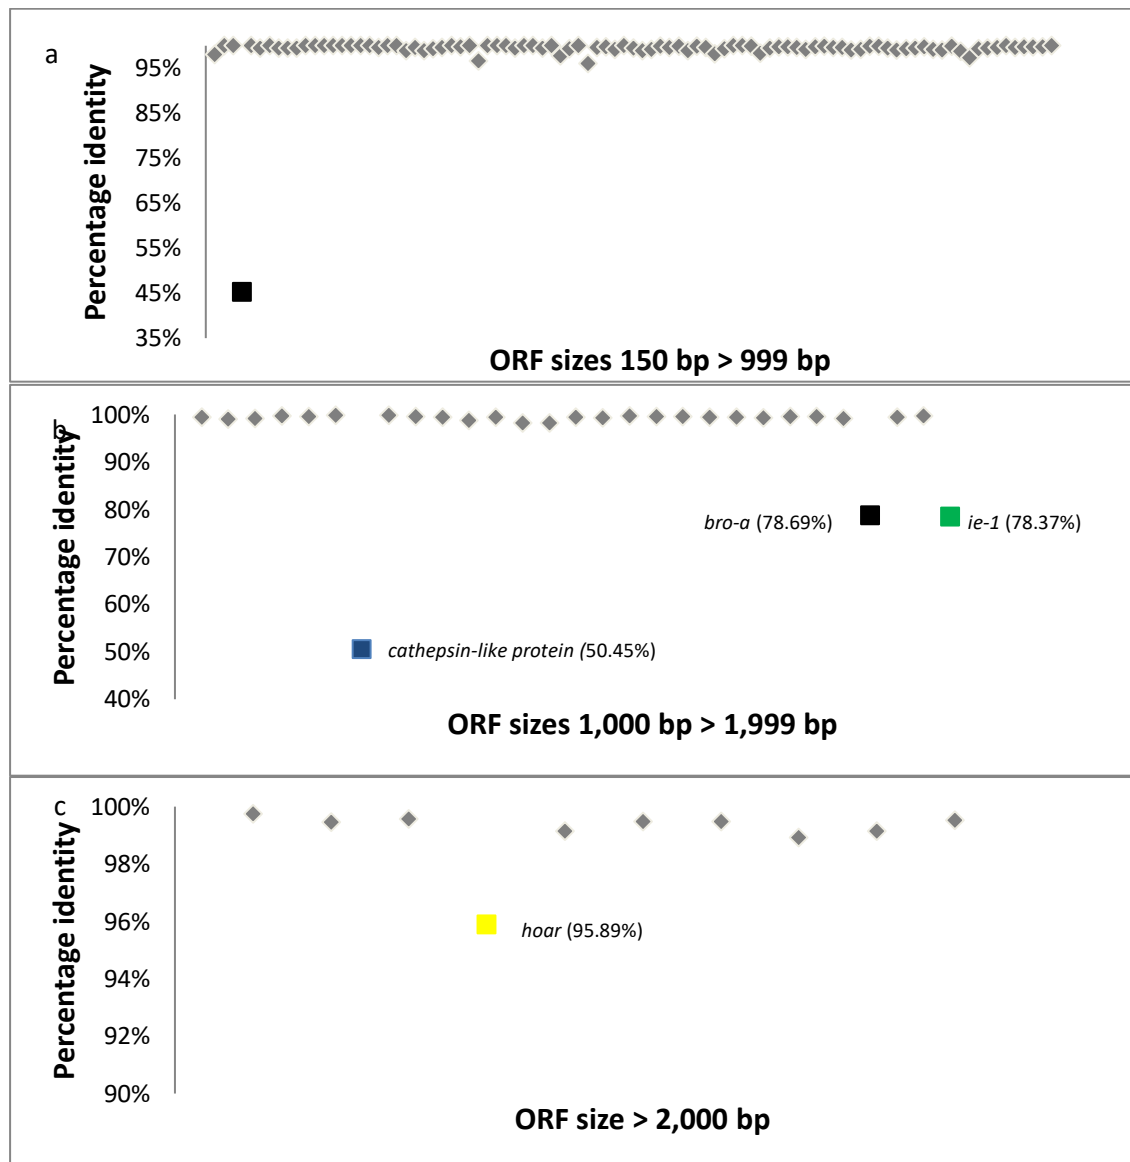 a
Percentage identity
95%
85%
75%
65%
55%
45%
35%
ORF sizes 150 bp > 999 bp
b
Percentage identity
100%
90%
80%
70%
60%
50%
40%
bro-a (78.69%)
ie-1 (78.37%)
cathepsin-like protein (50.45%)
ORF sizes 1,000 bp > 1,999 bp
c
Percentage identity
100%
98%
96%
94%
92%
90%
hoar (95.89%)
ORF size > 2,000 bp